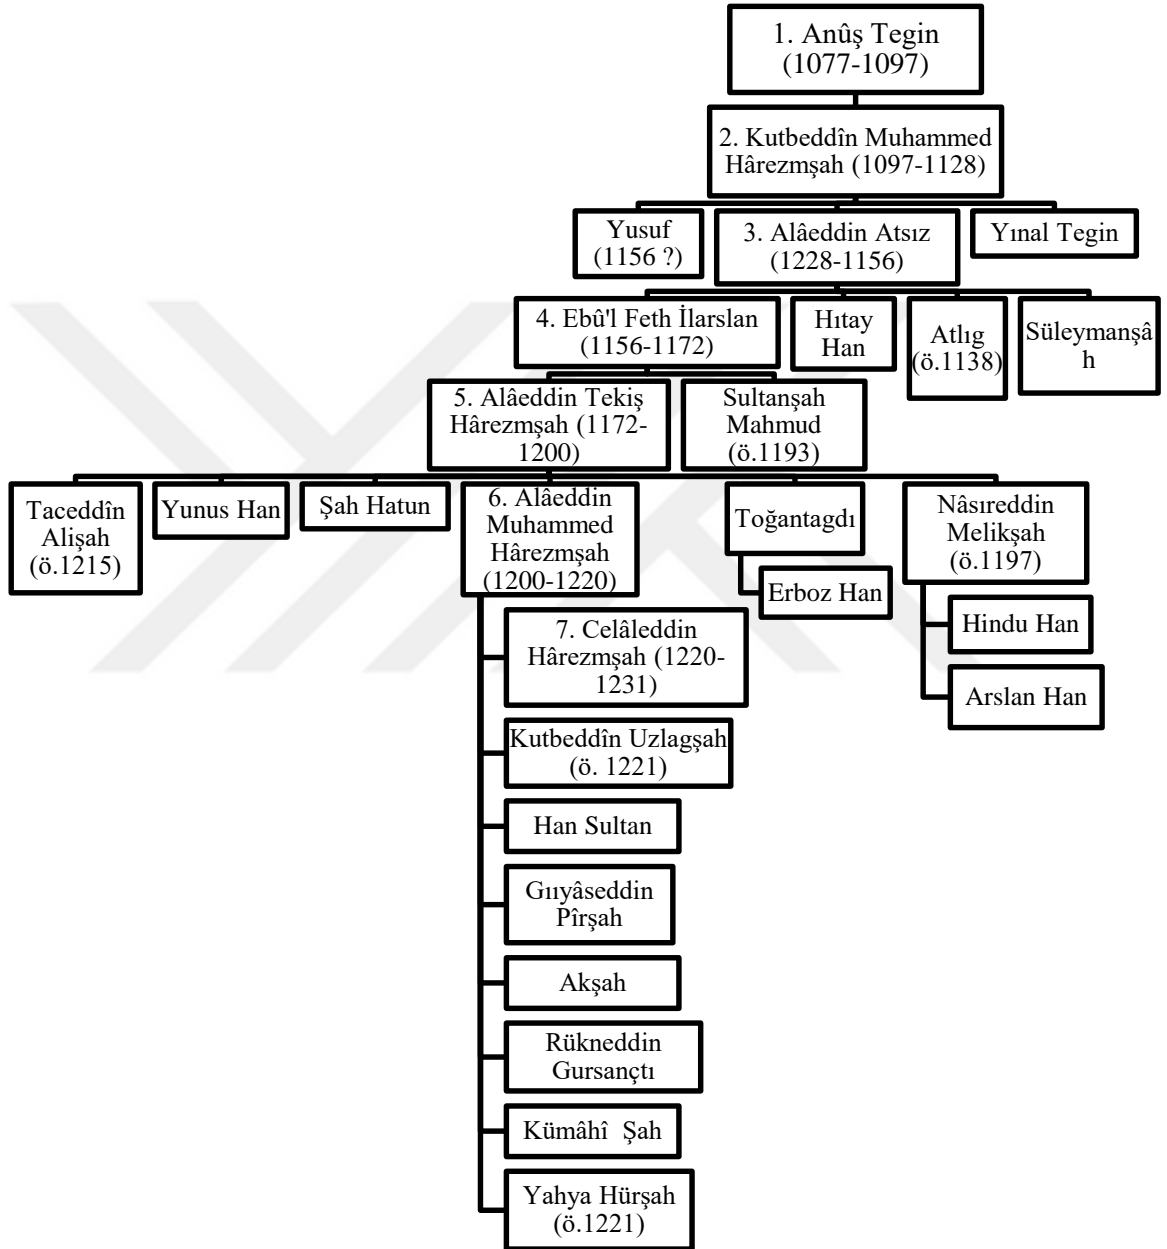 1. Anûş Tegin
(1077-1097)
2. Kutbeddîn Muhammed
Hârezmşah (1097-1128)
Yusuf
(1156 ?)
3. Alâeddin Atsız
(1228-1156)
Yınal Tegin
4. Ebû'l Feth İlarslan
(1156-1172)
Hıtay
Han
Atlıg
(ö.1138)
Süleymanşâ
h
5. Alâeddin Tekiş
Hârezmşah (1172-
1200)
Sultanşah
Mahmud
(ö.1193)
Taceddîn
Alişah
(ö.1215)
Yunus Han
Şah Hatun
6. Alâeddin
Muhammed
Hârezmşah
(1200-1220)
Toğantagdı
Erboz Han
Nâsıreddin
Melikşah
(ö.1197)
Hindu Han
Arslan Han
7. Celâleddin
Hârezmşah (1220-
1231)
Kutbeddîn Uzlagşah
(ö. 1221)
Han Sultan
Gııyâseddin
Pîrşah
Akşah
Rükneddin
Gursançtı
Kümâhî  Şah
Yahya Hürşah
(ö.1221)